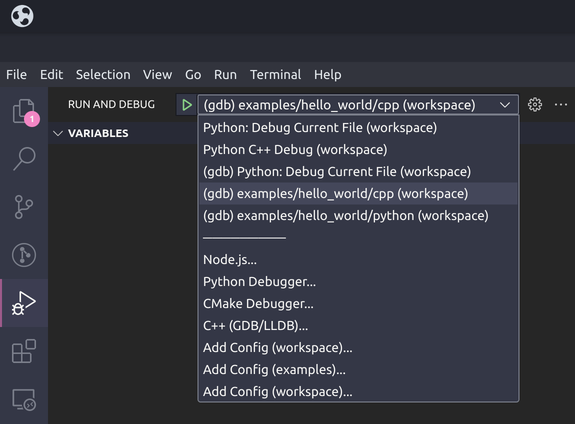 File Edit Selection View Go Run Terminal Help
RUN AND DEBUG (gdb) examples/hello_world/cpp (workspace)
1
VARIABLES
Python: Debug Current File (workspace)
Python C++ Debug (workspace)
(gdb) Python: Debug Current File (workspace)
(gdb) examples/hello_world/cpp (workspace)
(gdb) examples/hello_world/python (workspace)
Node.js...
Python Debugger...
CMake Debugger...
C++ (GDB/LLDB)...
Add Config (workspace)...
Add Config (examples)...
Add Config (workspace)...